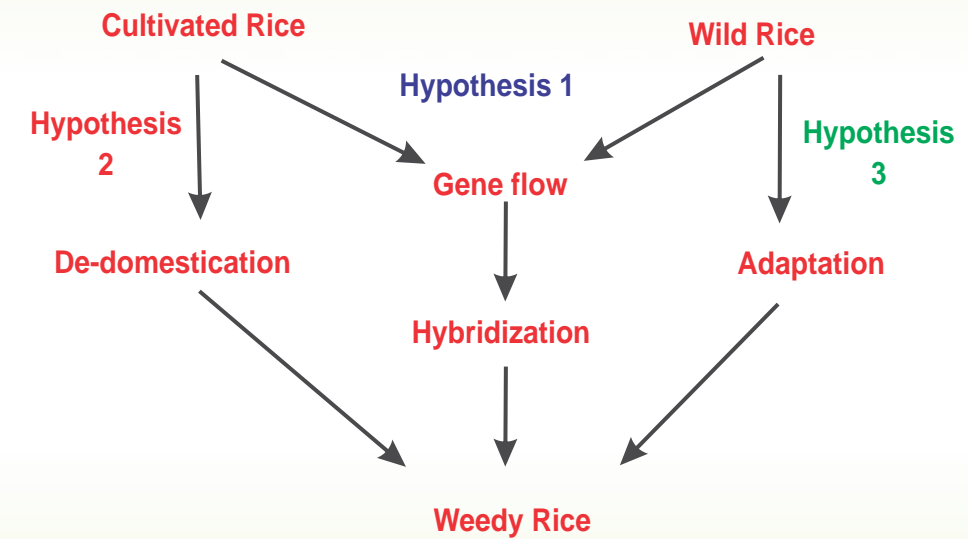 Cultivated Rice
Wild Rice
Hypothesis 1
Hypothesis
2
Hypothesis
3
Gene flow
De-domestication
Adaptation
Hybridization
Weedy Rice